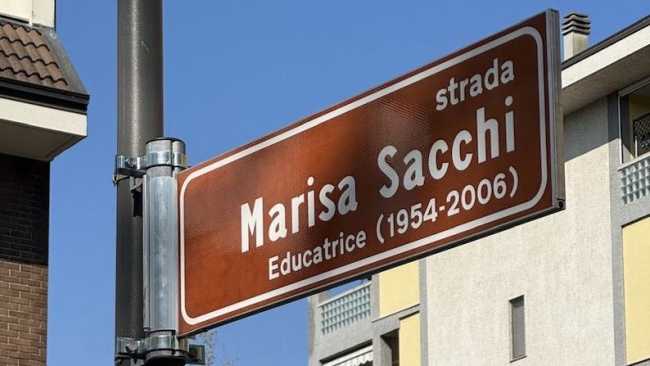 strada
Marisa Sacchi
Educatrice (1954-2006)